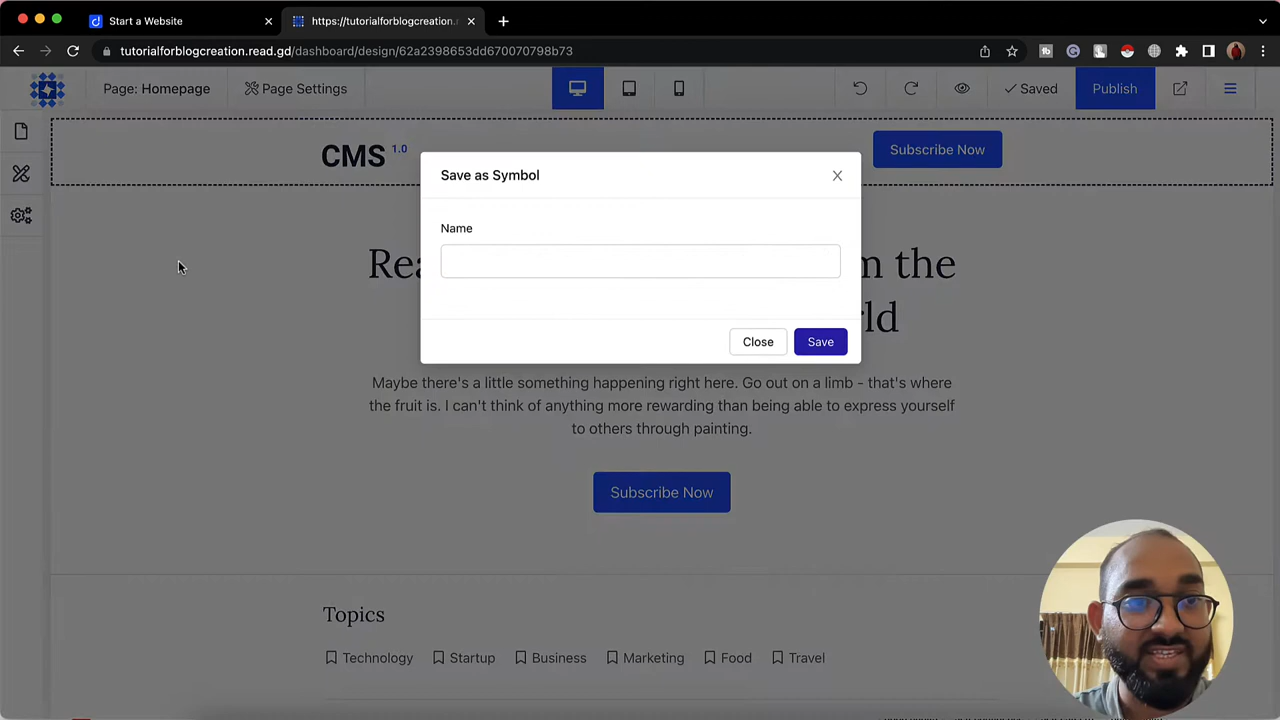 Start a Website
https://tutorialforblogcreation.
tutorialforblogcreation.read.gd/dashboard/design/62a2398653dd670070798b73
Page: Homepage
Page Settings
Saved
Publish
CMS 1.0
Subscribe Now
Save as Symbol
Name
Close
Save
m the
Maybe there's a little something happening right here. Go out on a limb - that's where
the fruit is. I can't think of anything more rewarding than being able to express yourself
to others through painting.
Subscribe Now
Topics
Technology
Startup
Business
Marketing
Food
Travel